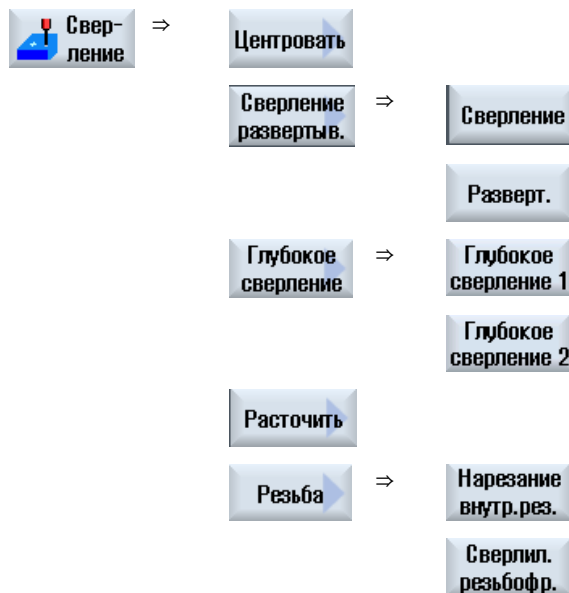 Свер-
ление
⇒
Центровать
Сверление
развертыв.
⇒
Сверление
Разверт.
Глубокое
сверление
⇒
Глубокое
сверление 1
Глубокое
сверление 2
Расточить
Резьба
⇒
Нарезание
внутр.рез.
Сверлил.
резьбофр.